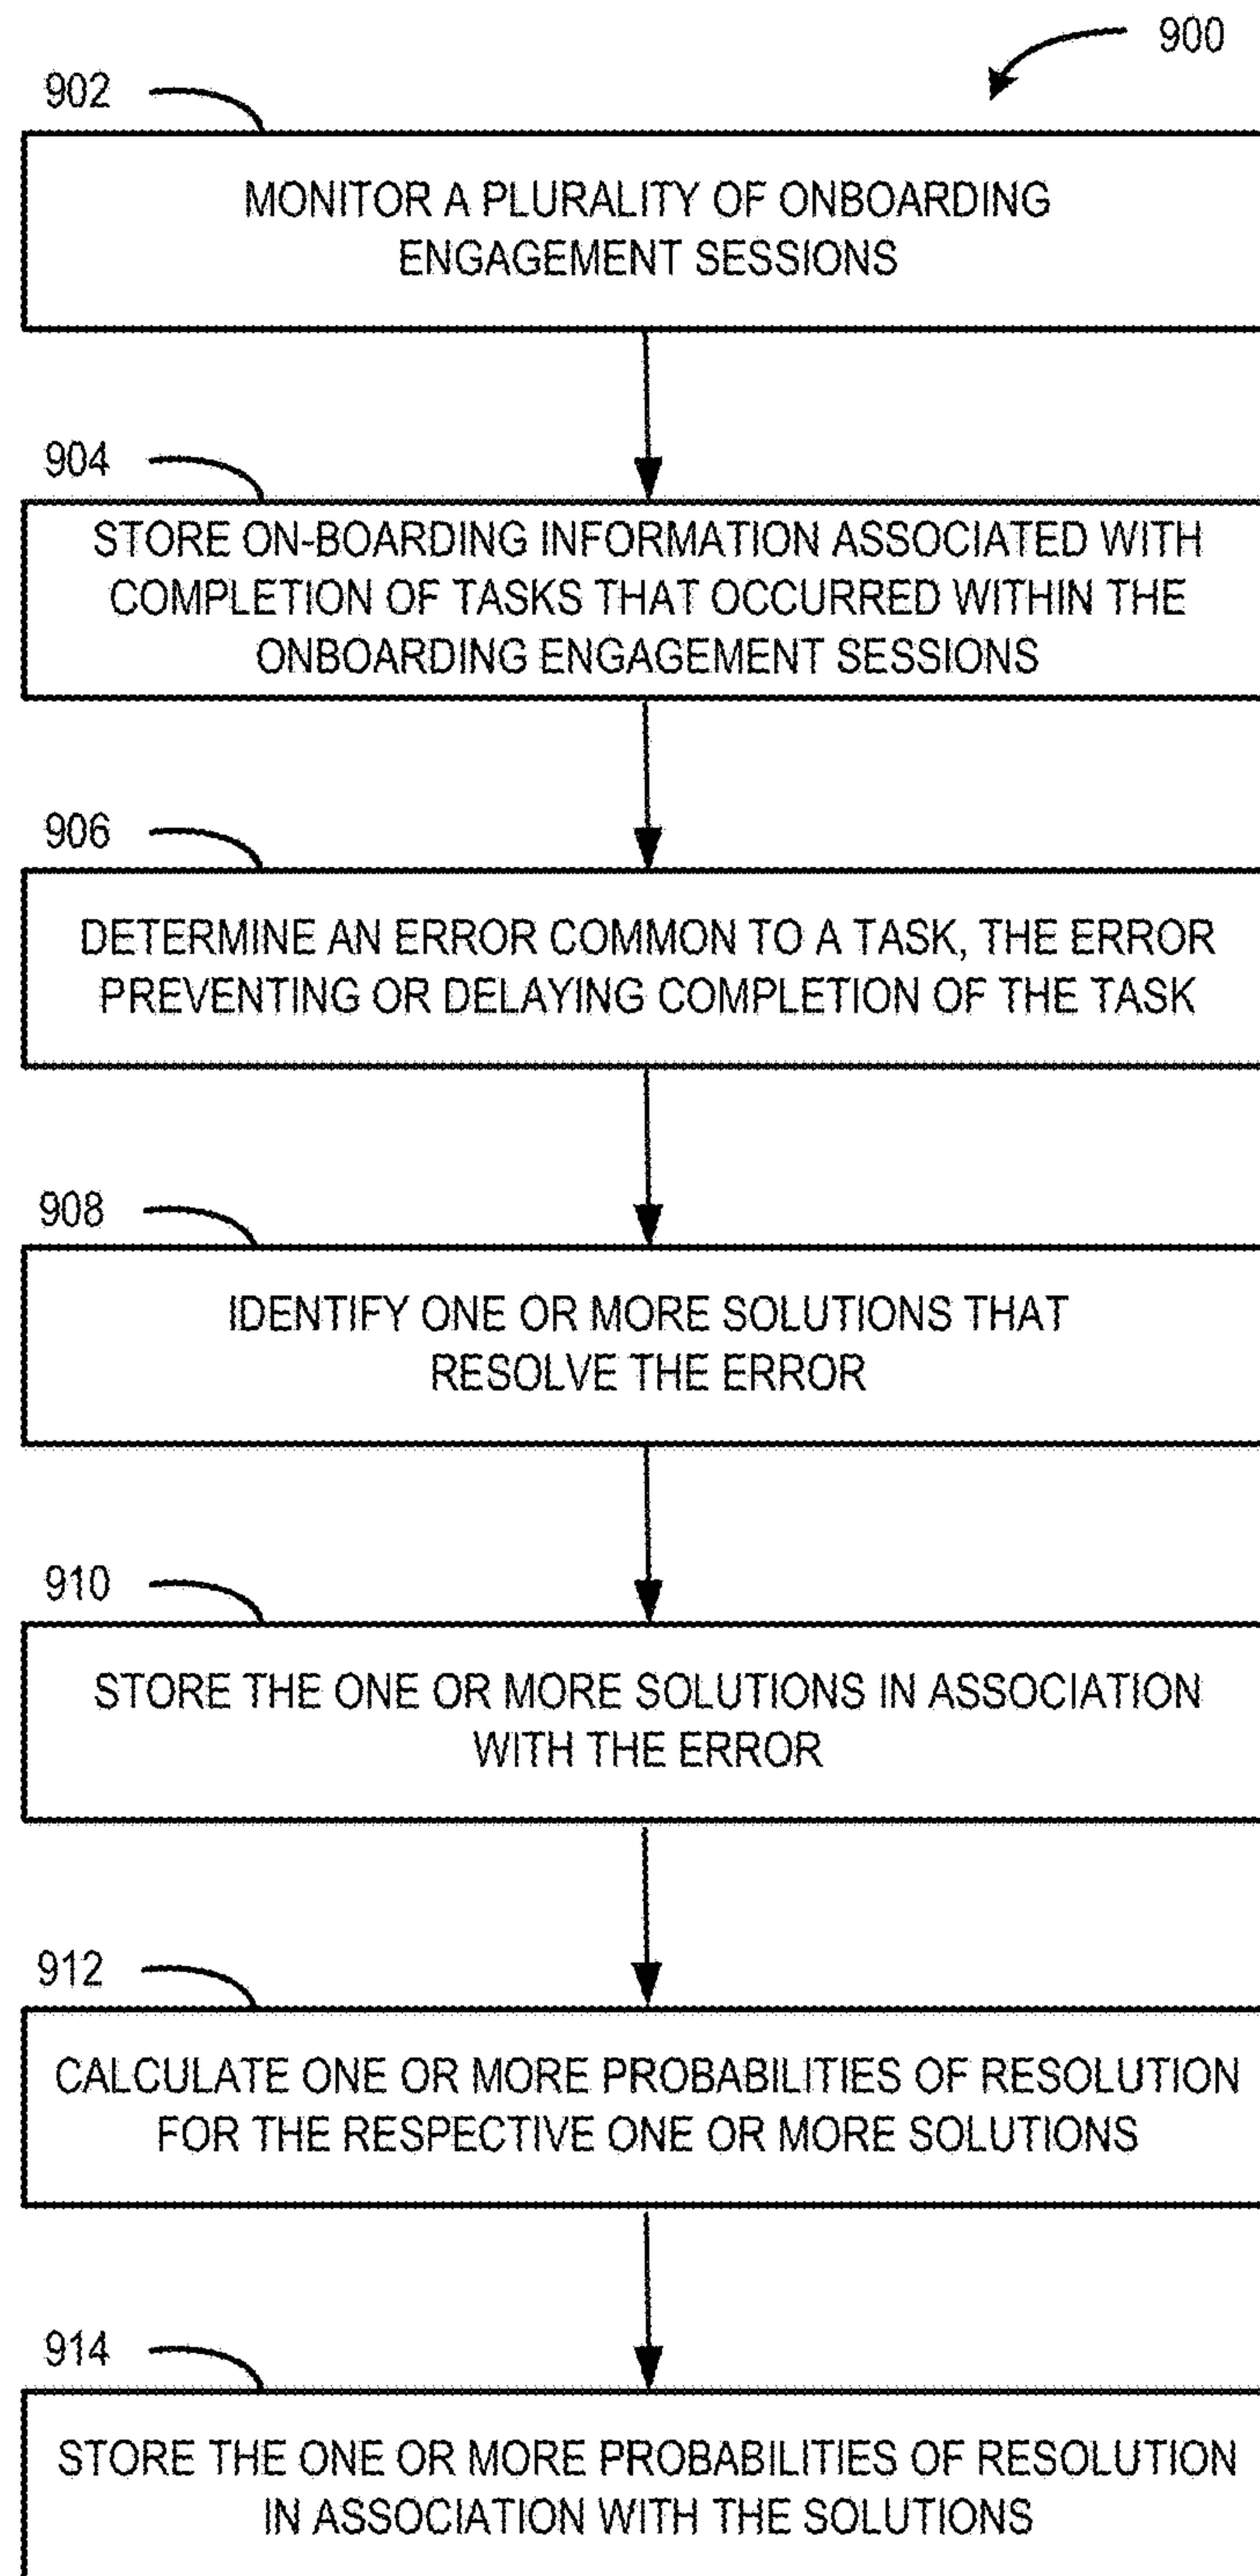 900
902
MONITOR A PLURALITY OF ONBOARDING
ENGAGEMENT SESSIONS
904
STORE ON-BOARDING INFORMATION ASSOCIATED WITH
COMPLETION OF TASKS THAT OCCURRED WITHIN THE
ONBOARDING ENGAGEMENT SESSIONS
906
DETERMINE AN ERROR COMMON TO A TASK, THE ERROR
PREVENTING OR DELAYING COMPLETION OF THE TASK
908
IDENTIFY ONE OR MORE SOLUTIONS THAT
RESOLVE THE ERROR
910
STORE THE ONE OR MORE SOLUTIONS IN ASSOCIATION
WITH THE ERROR
912
CALCULATE ONE OR MORE PROBABILITIES OF RESOLUTION
FOR THE RESPECTIVE ONE OR MORE SOLUTIONS
914
STORE THE ONE OR MORE PROBABILITIES OF RESOLUTION
IN ASSOCIATION WITH THE SOLUTIONS